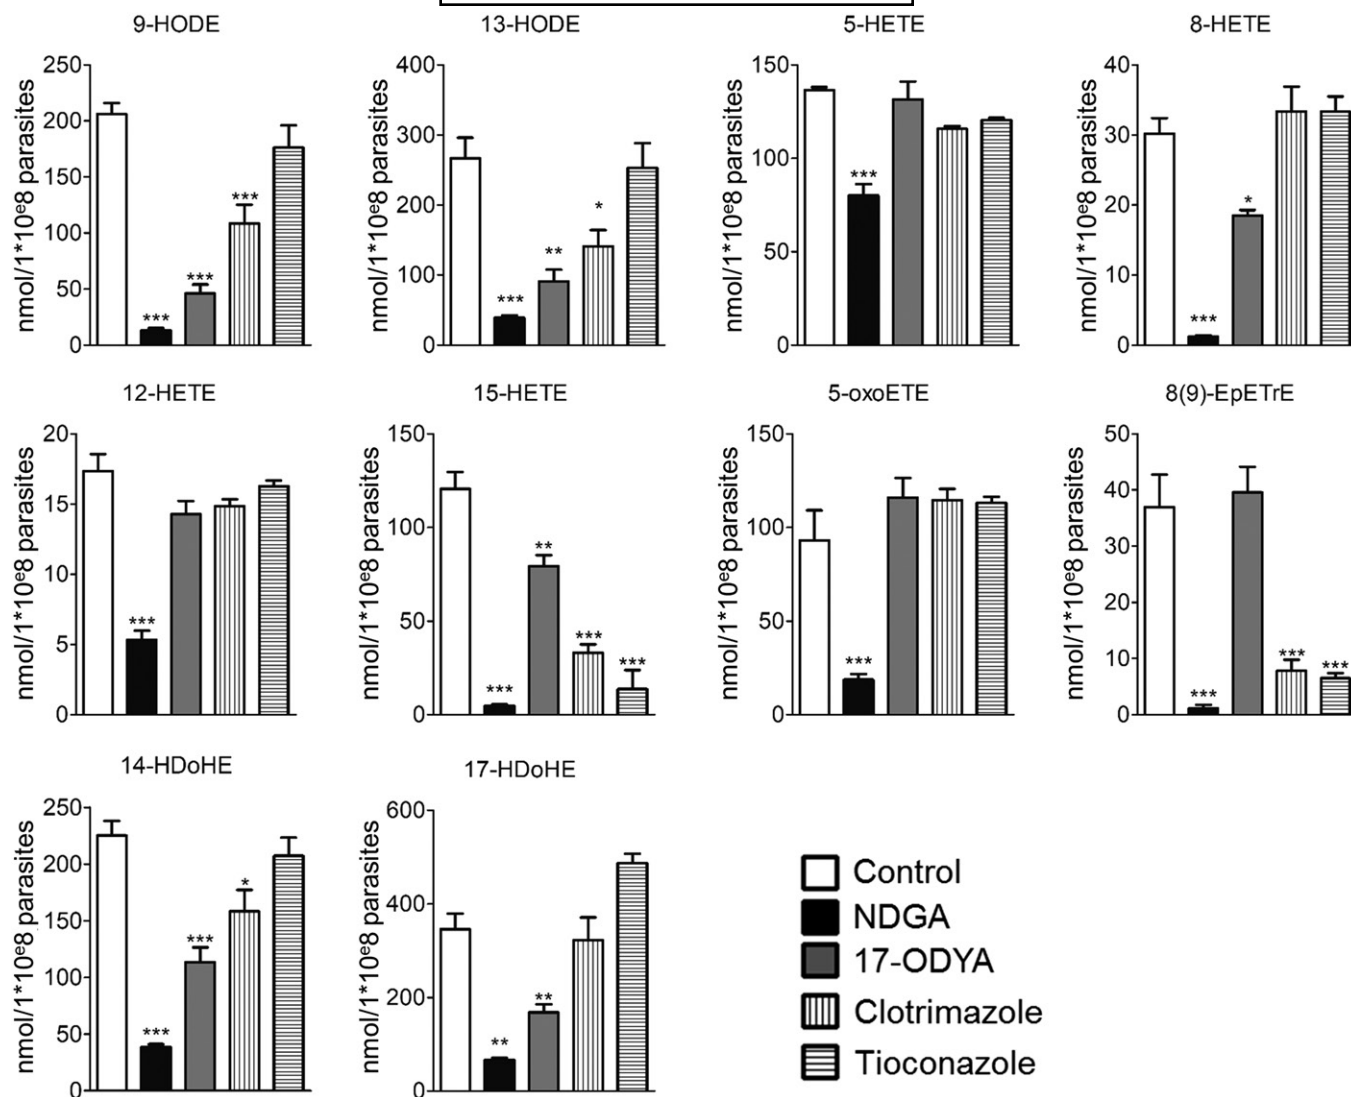 9-HODE
13-HODE
5-HETE
8-HETE
nmol/1*10e8 parasites
250
200
150
100
50
0
***
***
***
nmol/1*10e8 parasites
400
300
200
100
0
***
**
*
nmol/1*10e8 parasites
150
100
50
0
***
nmol/1*10e8 parasites
40
30
20
10
0
***
*
12-HETE
15-HETE
5-oxoETE
8(9)-EpETrE
nmol/1*10e8 parasites
20
15
10
5
0
***
nmol/1*10e8 parasites
150
100
50
0
***
**
***
***
nmol/1*10e8 parasites
150
100
50
0
***
nmol/1*10e8 parasites
50
40
30
20
10
0
***
***
***
14-HDoHE
17-HDoHE
nmol/1*10e8 parasites
250
200
150
100
50
0
***
***
*
nmol/1*10e8 parasites
600
400
200
0
**
**
Control
NDGA
17-ODYA
Clotrimazole
Tioconazole